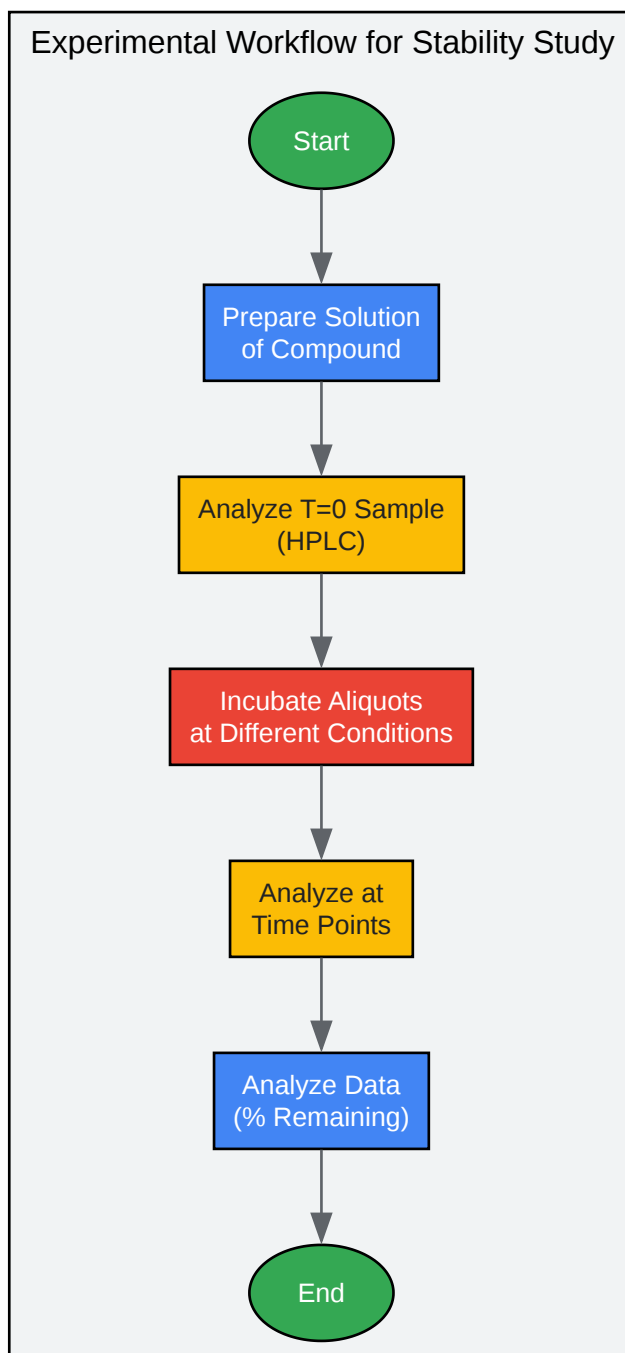 Experimental Workflow for Stability Study
Start
Prepare Solution
of Compound
Analyze T=0 Sample
(HPLC)
Incubate Aliquots
at Different Conditions
Analyze at
Time Points
Analyze Data
(% Remaining)
End